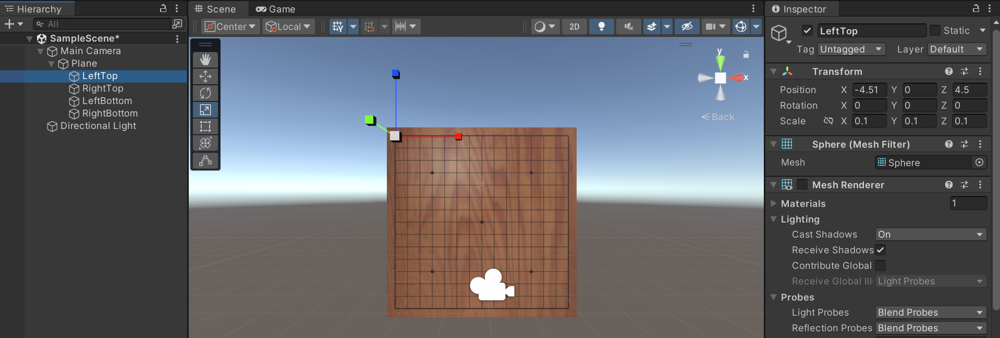 Hierarchy
All
SampleScene*
Main Camera
Plane
LeftTop
RightTop
LeftBottom
RightBottom
Directional Light
Scene
Game
Center
Local
2D
y
x
Back
Inspector
LeftTop
Static
Tag Untagged Layer Default
Transform
Position X -4.51 Y 0 Z 4.5
Rotation X 0 Y 0 Z 0
Scale X 0.1 Y 0.1 Z 0.1
Sphere (Mesh Filter)
Mesh Sphere
Mesh Renderer
Materials 1
Lighting
Cast Shadows On
Receive Shadows
Contribute Global
Receive Global Ill Light Probes
Probes
Light Probes Blend Probes
Reflection Probes Blend Probes